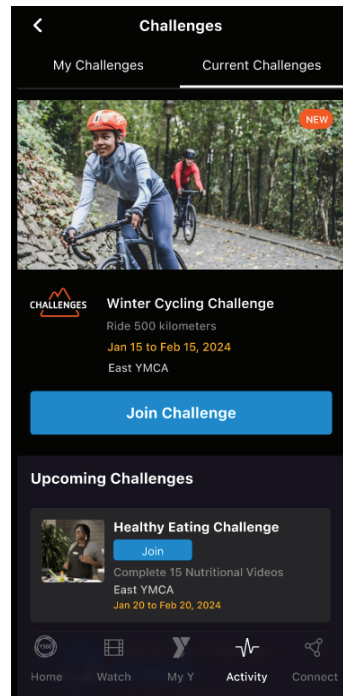 Challenges
My Challenges
Current Challenges
NEW
CHALLENGES
Winter Cycling Challenge
Ride 500 kilometers
Jan 15 to Feb 15, 2024
East YMCA
Join Challenge
Upcoming Challenges
Healthy Eating Challenge
Join
Complete 15 Nutritional Videos
East YMCA
Jan 20 to Feb 20, 2024
Y360
Home
Watch
My Y
Activity
Connect